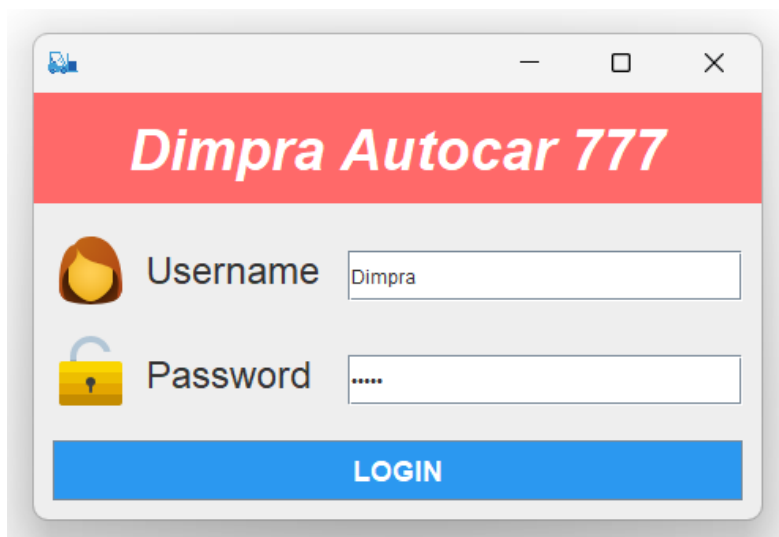 Dimpra Autocar 777
Username
Dimpra
Password
•••••
LOGIN